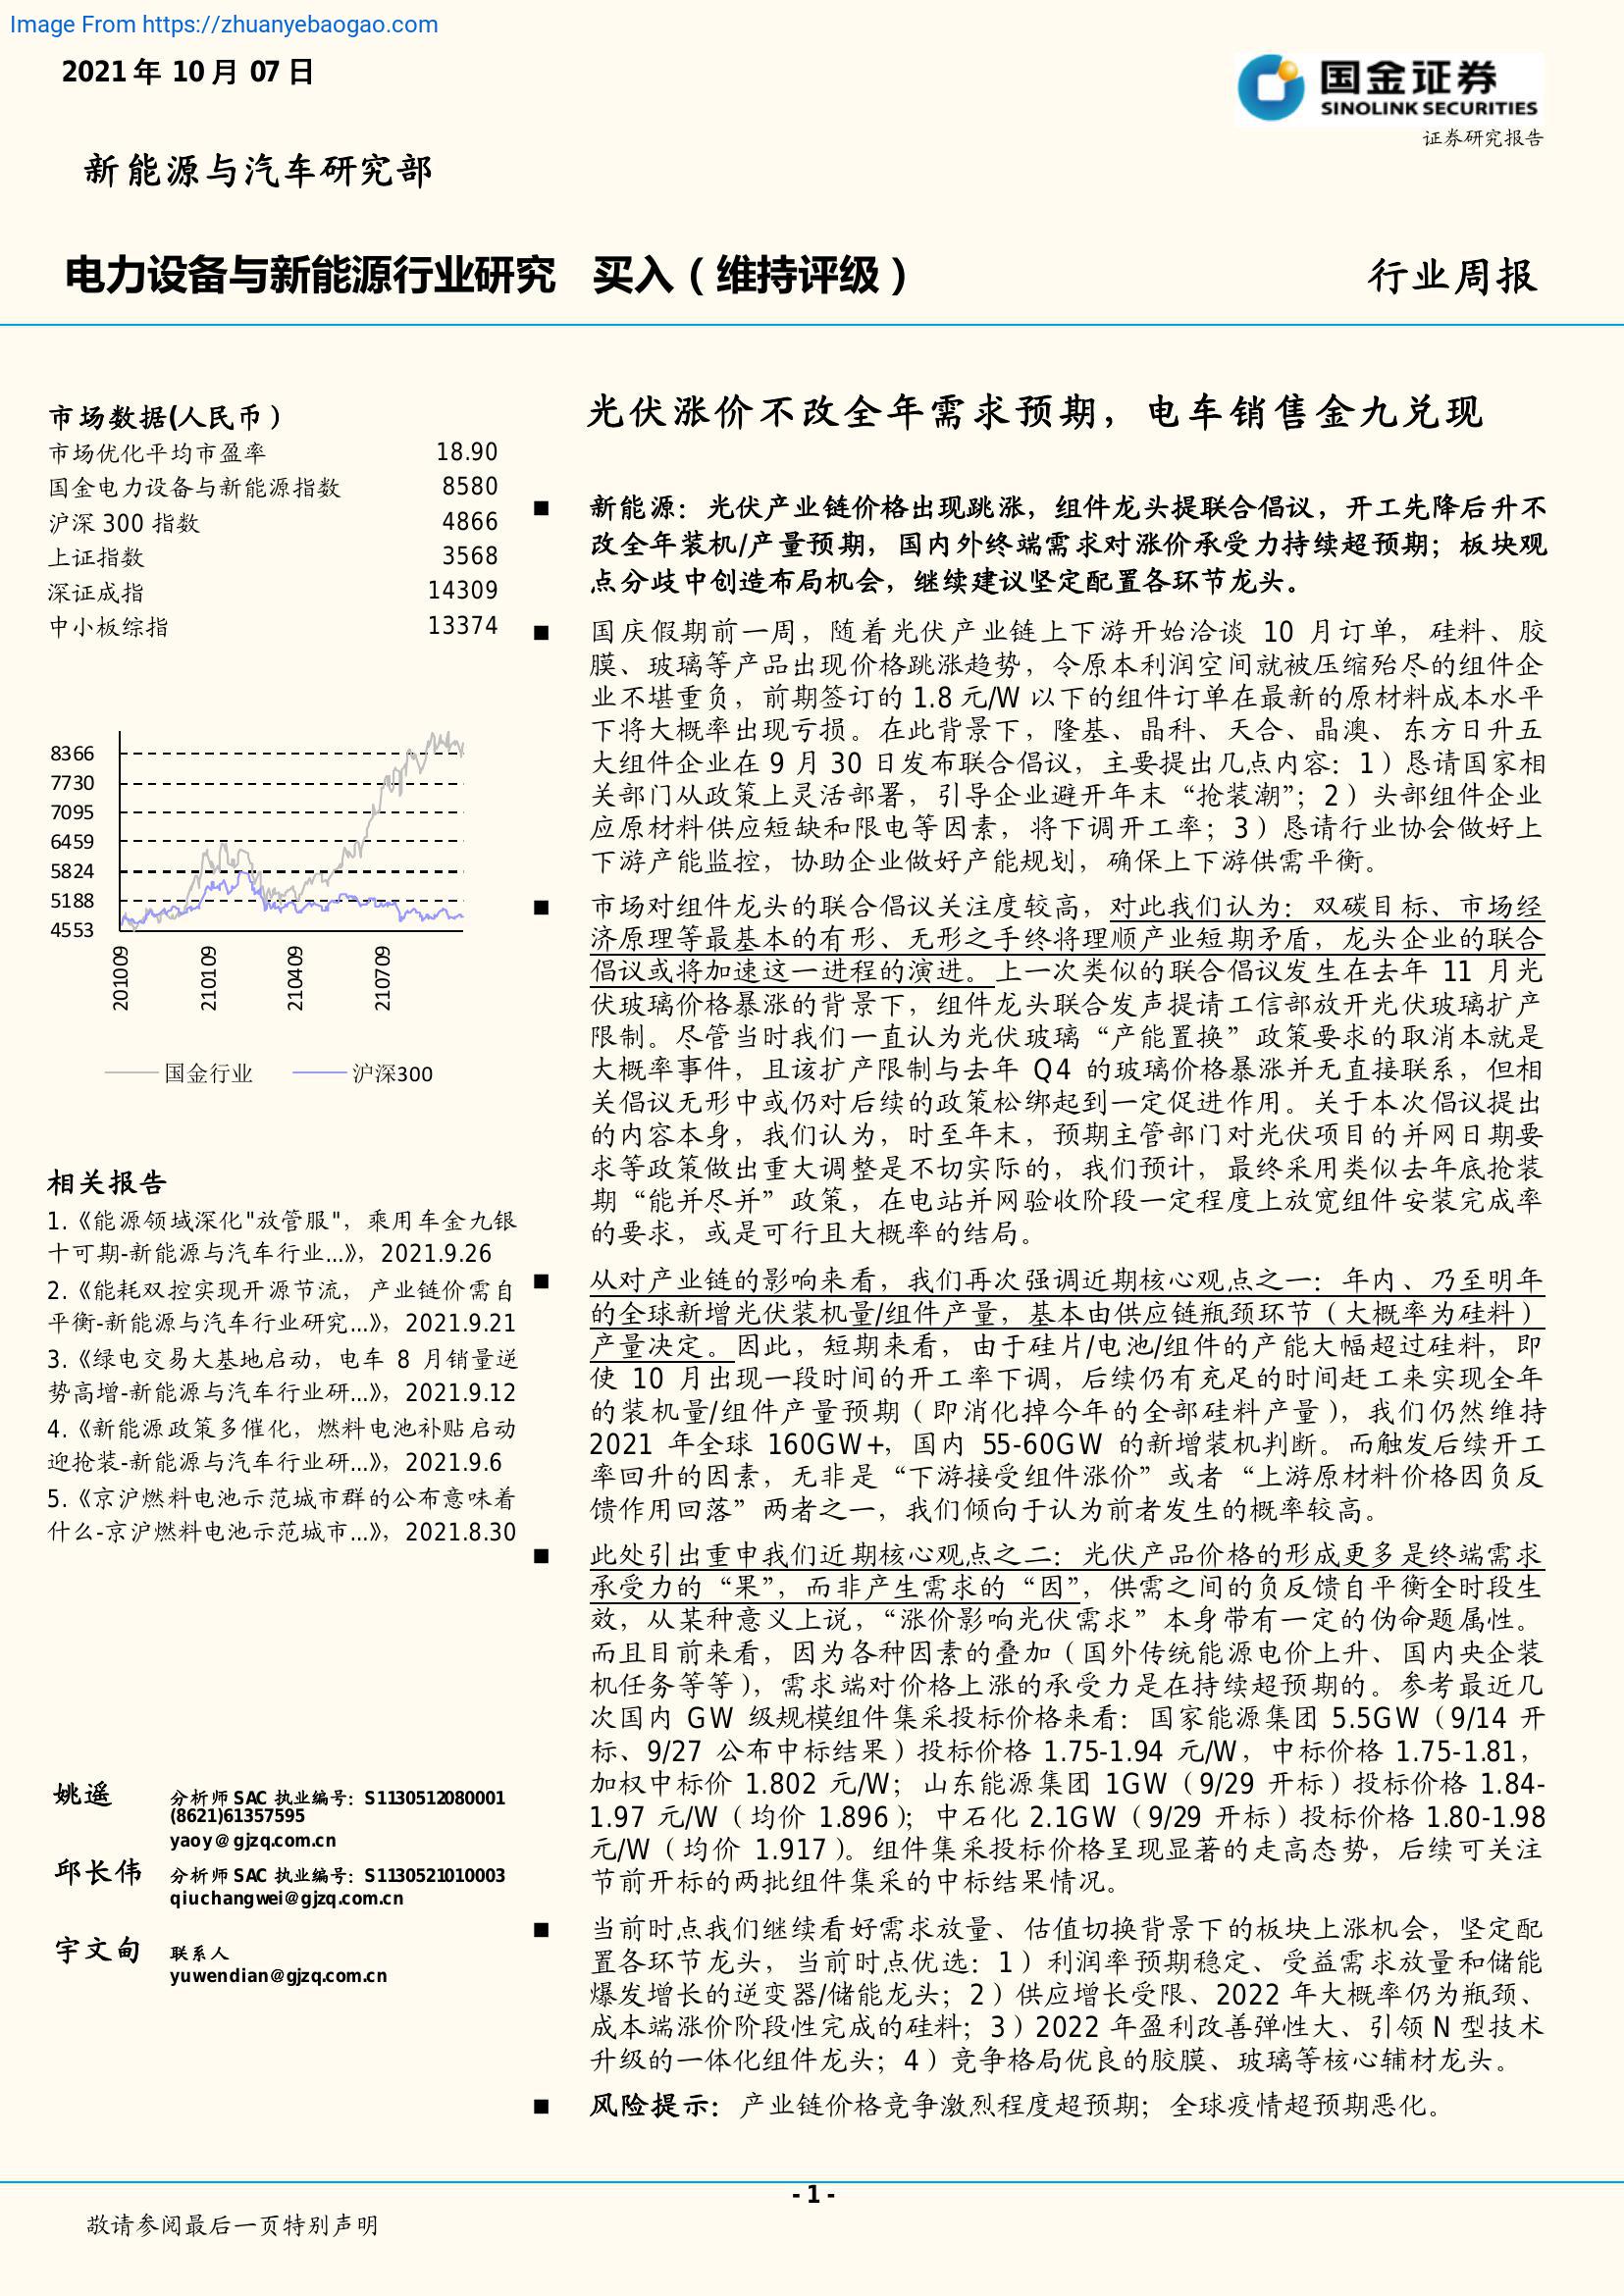 Image From https://zhuanyebaogao.com
2021 年 10 月 07 日
国金证券
SINOLINK SECURITIES
证券研究报告
新能源与汽车研究部
电力设备与新能源行业研究 买入（维持评级）
行业周报
市场数据(人民币）
市场优化平均市盈率 18.90
国金电力设备与新能源指数 8580
沪深 300 指数 4866
上证指数 3568
深证成指 14309
中小板综指 13374
8366
7730
7095
6459
5824
5188
4553
201009
210109
210409
210709
国金行业 沪深300
相关报告
1.《能源领域深化"放管服"，乘用车金九银
十可期-新能源与汽车行业...》，2021.9.26
2.《能耗双控实现开源节流，产业链价需自
平衡-新能源与汽车行业研究...》，2021.9.21
3.《绿电交易大基地启动，电车 8 月销量逆
势高增-新能源与汽车行业研...》，2021.9.12
4.《新能源政策多催化，燃料电池补贴启动
迎抢装-新能源与汽车行业研...》，2021.9.6
5.《京沪燃料电池示范城市群的公布意味着
什么-京沪燃料电池示范城市...》，2021.8.30
姚遥 分析师 SAC 执业编号：S1130512080001
(8621)61357595
yaoy＠gjzq.com.cn
邱长伟 分析师 SAC 执业编号：S1130521010003
qiuchangwei@gjzq.com.cn
宇文甸 联系人
yuwendian@gjzq.com.cn
光伏涨价不改全年需求预期，电车销售金九兑现
■ 新能源：光伏产业链价格出现跳涨，组件龙头提联合倡议，开工先降后升不
改全年装机/产量预期，国内外终端需求对涨价承受力持续超预期；板块观
点分歧中创造布局机会，继续建议坚定配置各环节龙头。
■ 国庆假期前一周，随着光伏产业链上下游开始洽谈 10 月订单，硅料、胶
膜、玻璃等产品出现价格跳涨趋势，令原本利润空间就被压缩殆尽的组件企
业不堪重负，前期签订的 1.8 元/W 以下的组件订单在最新的原材料成本水平
下将大概率出现亏损。在此背景下，隆基、晶科、天合、晶澳、东方日升五
大组件企业在 9 月 30 日发布联合倡议，主要提出几点内容：1）恳请国家相
关部门从政策上灵活部署，引导企业避开年末“抢装潮”；2）头部组件企业
应原材料供应短缺和限电等因素，将下调开工率；3）恳请行业协会做好上
下游产能监控，协助企业做好产能规划，确保上下游供需平衡。
■ 市场对组件龙头的联合倡议关注度较高，对此我们认为：双碳目标、市场经
济原理等最基本的有形、无形之手终将理顺产业短期矛盾，龙头企业的联合
倡议或将加速这一进程的演进。上一次类似的联合倡议发生在去年 11 月光
伏玻璃价格暴涨的背景下，组件龙头联合发声提请工信部放开光伏玻璃扩产
限制。尽管当时我们一直认为光伏玻璃“产能置换”政策要求的取消本就是
大概率事件，且该扩产限制与去年 Q4 的玻璃价格暴涨并无直接联系，但相
关倡议无形中或仍对后续的政策松绑起到一定促进作用。关于本次倡议提出
的内容本身，我们认为，时至年末，预期主管部门对光伏项目的并网日期要
求等政策做出重大调整是不切实际的，我们预计，最终采用类似去年底抢装
期“能并尽并”政策，在电站并网验收阶段一定程度上放宽组件安装完成率
的要求，或是可行且大概率的结局。
■ 从对产业链的影响来看，我们再次强调近期核心观点之一：年内、乃至明年
的全球新增光伏装机量/组件产量，基本由供应链瓶颈环节（大概率为硅料）
产量决定。因此，短期来看，由于硅片/电池/组件的产能大幅超过硅料，即
使 10 月出现一段时间的开工率下调，后续仍有充足的时间赶工来实现全年
的装机量/组件产量预期（即消化掉今年的全部硅料产量），我们仍然维持
2021 年全球 160GW+，国内 55-60GW 的新增装机判断。而触发后续开工
率回升的因素，无非是“下游接受组件涨价”或者“上游原材料价格因负反
馈作用回落”两者之一，我们倾向于认为前者发生的概率较高。
■ 此处引出重申我们近期核心观点之二：光伏产品价格的形成更多是终端需求
承受力的“果”，而非产生需求的“因”，供需之间的负反馈自平衡全时段生
效，从某种意义上说，“涨价影响光伏需求”本身带有一定的伪命题属性。
而且目前来看，因为各种因素的叠加（国外传统能源电价上升、国内央企装
机任务等等），需求端对价格上涨的承受力是在持续超预期的。参考最近几
次国内 GW 级规模组件集采投标价格来看：国家能源集团 5.5GW（9/14 开
标、9/27 公布中标结果）投标价格 1.75-1.94 元/W，中标价格 1.75-1.81，
加权中标价 1.802 元/W；山东能源集团 1GW（9/29 开标）投标价格 1.84-
1.97 元/W（均价 1.896）；中石化 2.1GW（9/29 开标）投标价格 1.80-1.98
元/W（均价 1.917）。组件集采投标价格呈现显著的走高态势，后续可关注
节前开标的两批组件集采的中标结果情况。
■ 当前时点我们继续看好需求放量、估值切换背景下的板块上涨机会，坚定配
置各环节龙头，当前时点优选：1）利润率预期稳定、受益需求放量和储能
爆发增长的逆变器/储能龙头；2）供应增长受限、2022 年大概率仍为瓶颈、
成本端涨价阶段性完成的硅料；3）2022 年盈利改善弹性大、引领 N 型技术
升级的一体化组件龙头；4）竞争格局优良的胶膜、玻璃等核心辅材龙头。
■ 风险提示：产业链价格竞争激烈程度超预期；全球疫情超预期恶化。
- 1 -
敬请参阅最后一页特别声明